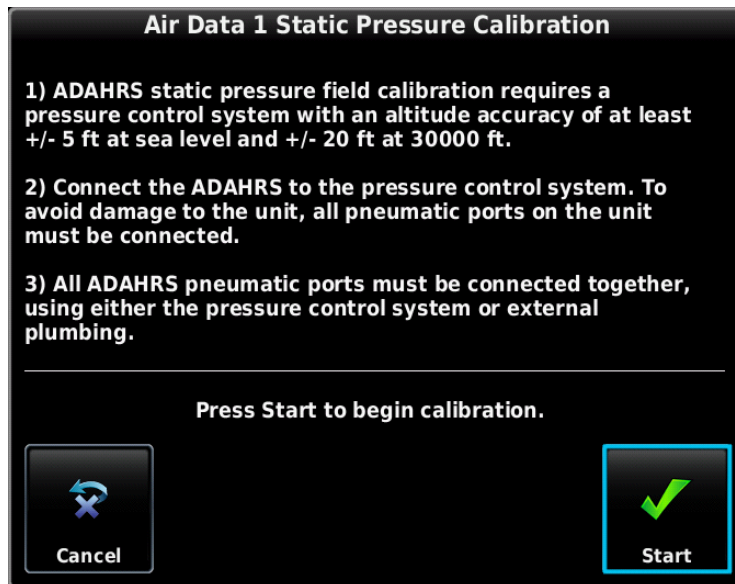 Air Data 1 Static Pressure Calibration
1) ADAHRS static pressure field calibration requires a
pressure control system with an altitude accuracy of at least
+/- 5 ft at sea level and +/- 20 ft at 30000 ft.
2) Connect the ADAHRS to the pressure control system. To
avoid damage to the unit, all pneumatic ports on the unit
must be connected.
3) All ADAHRS pneumatic ports must be connected together,
using either the pressure control system or external
plumbing.
Press Start to begin calibration.
Cancel
Start